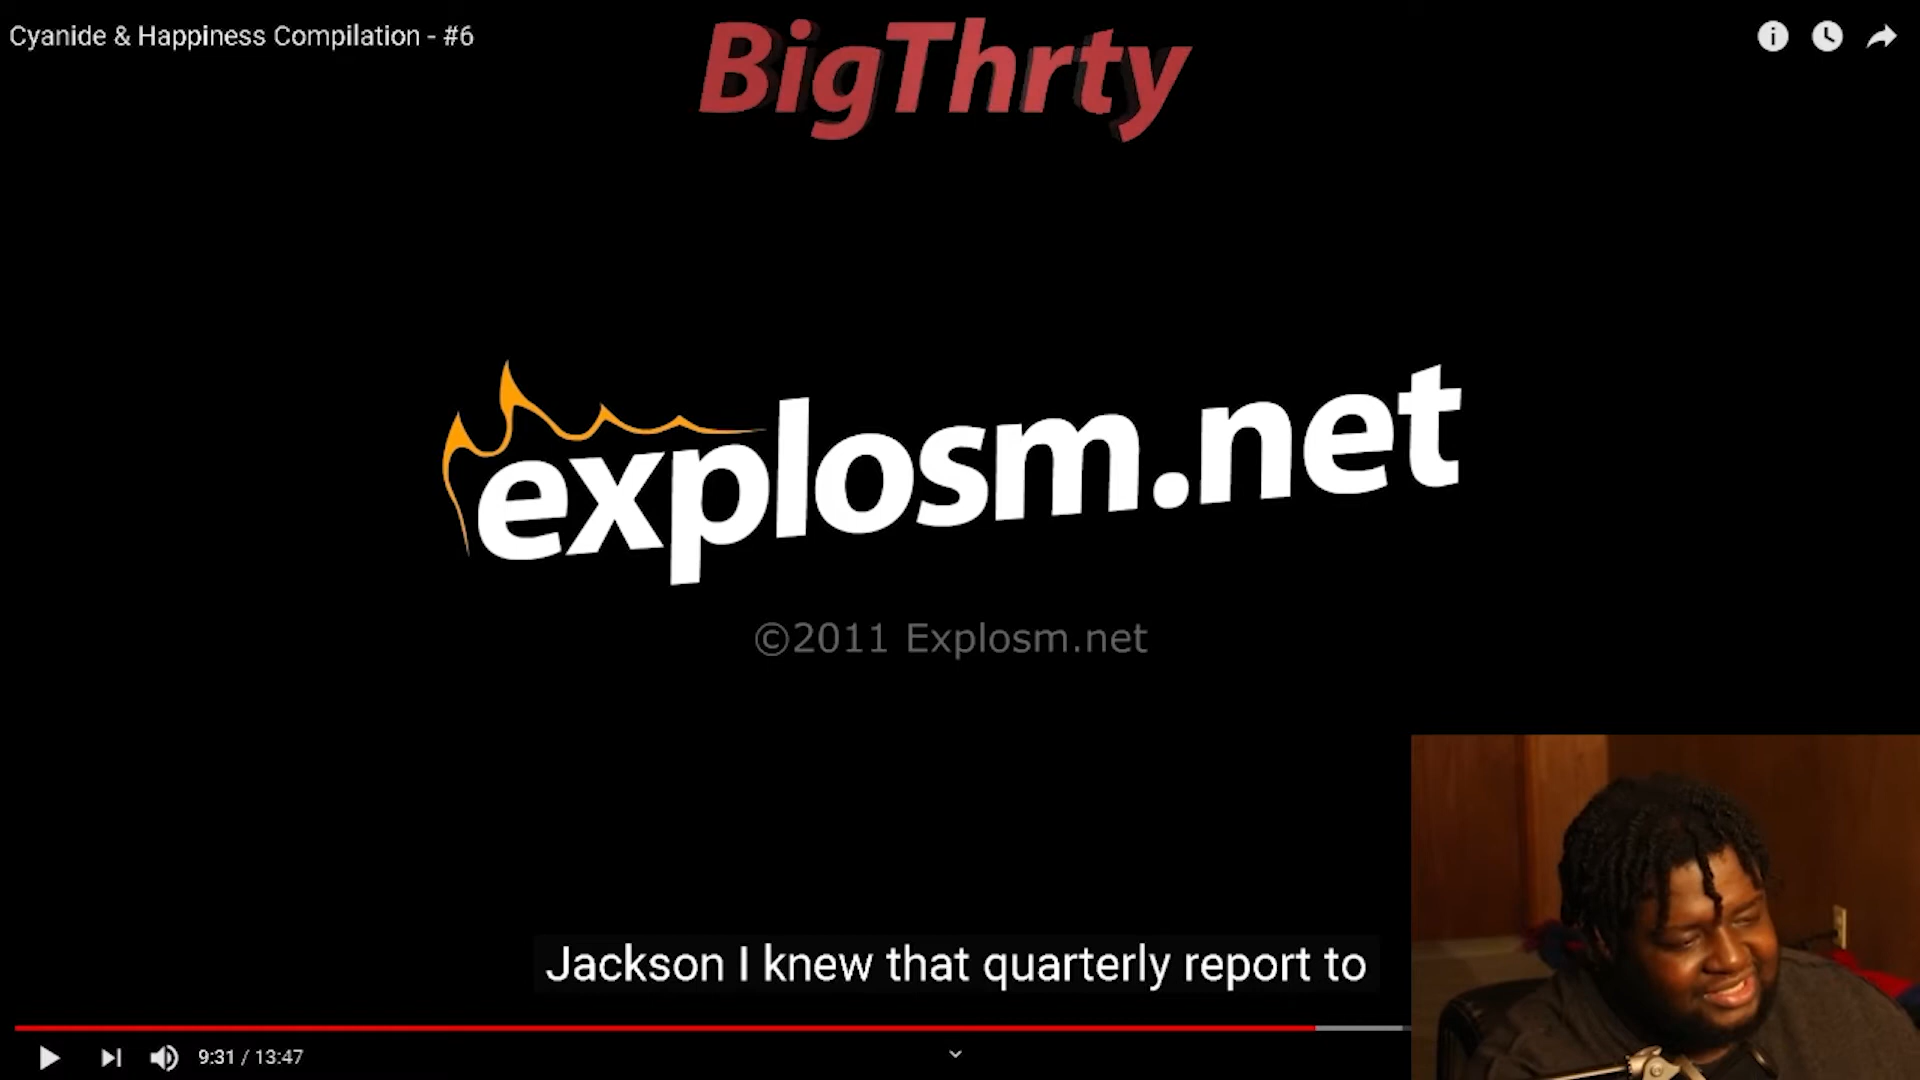 Cyanide & Happiness Compilation - #6
BigThrty
explosm.net
©2011 Explosm.net
Jackson I knew that quarterly report to
9:31 / 13:47